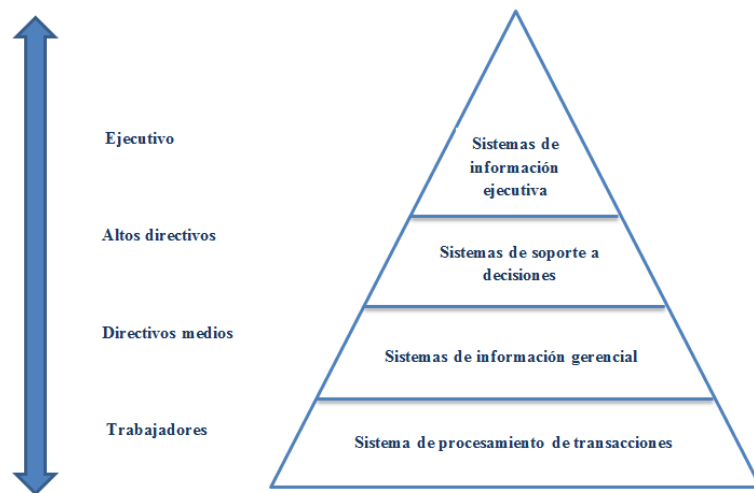 Ejecutivo
Sistemas de
información
ejecutiva
Altos directivos
Sistemas de soporte a
decisiones
Directivos medios
Sistemas de información gerencial
Trabajadores
Sistema de procesamiento de transacciones